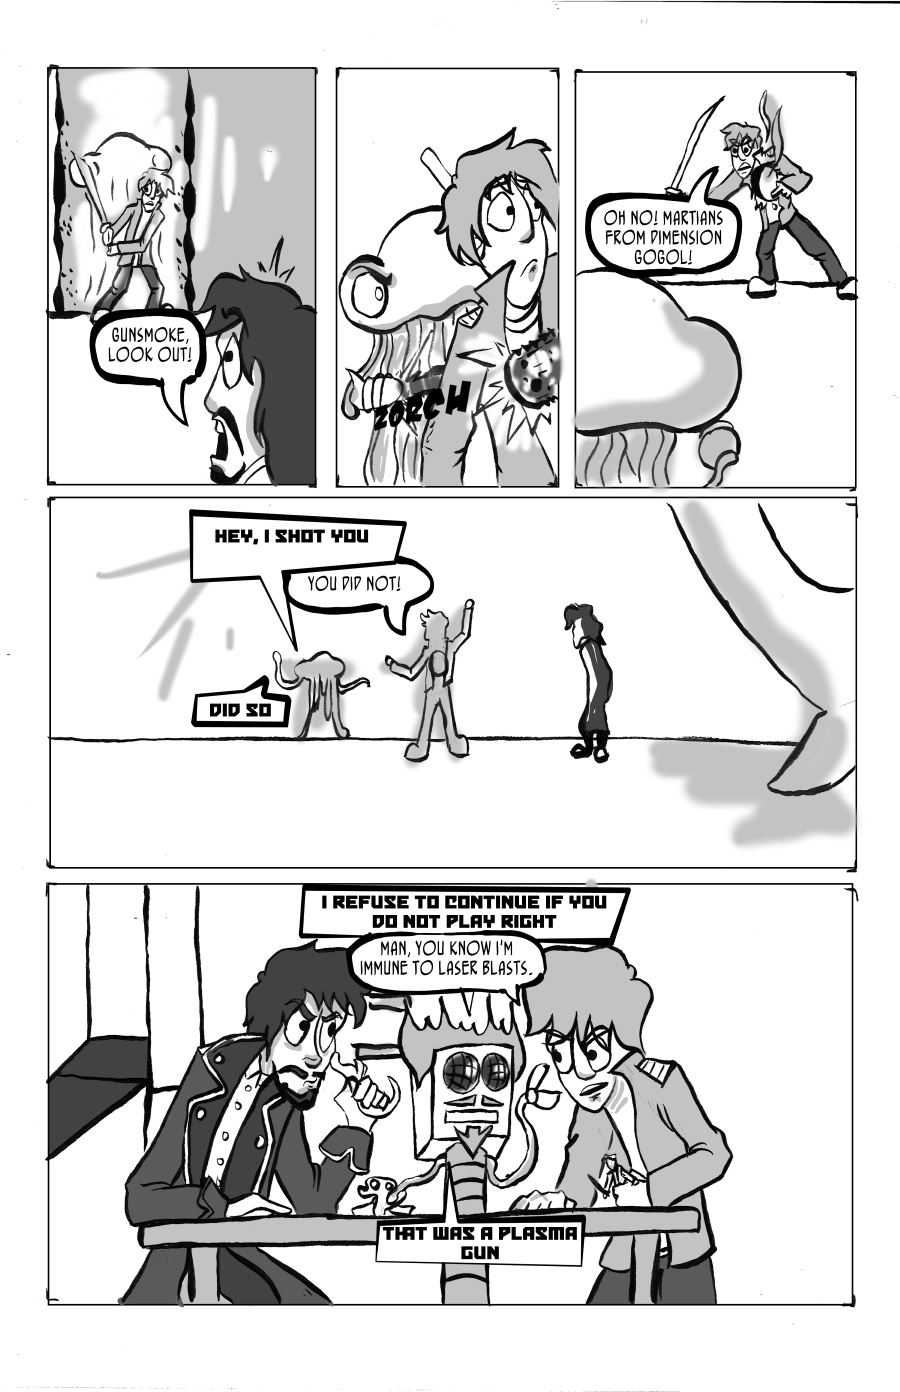 GUNSMOKE,
LOOK OUT!
ZORCH
OH NO! MARTIANS
FROM DIMENSION
GOGOL!
HEY, I SHOT YOU
YOU DID NOT!
DID SO
I REFUSE TO CONTINUE IF YOU
DO NOT PLAY RIGHT
MAN, YOU KNOW I'M
IMMUNE TO LASER BLASTS.
THAT WAS A PLASMA
GUN